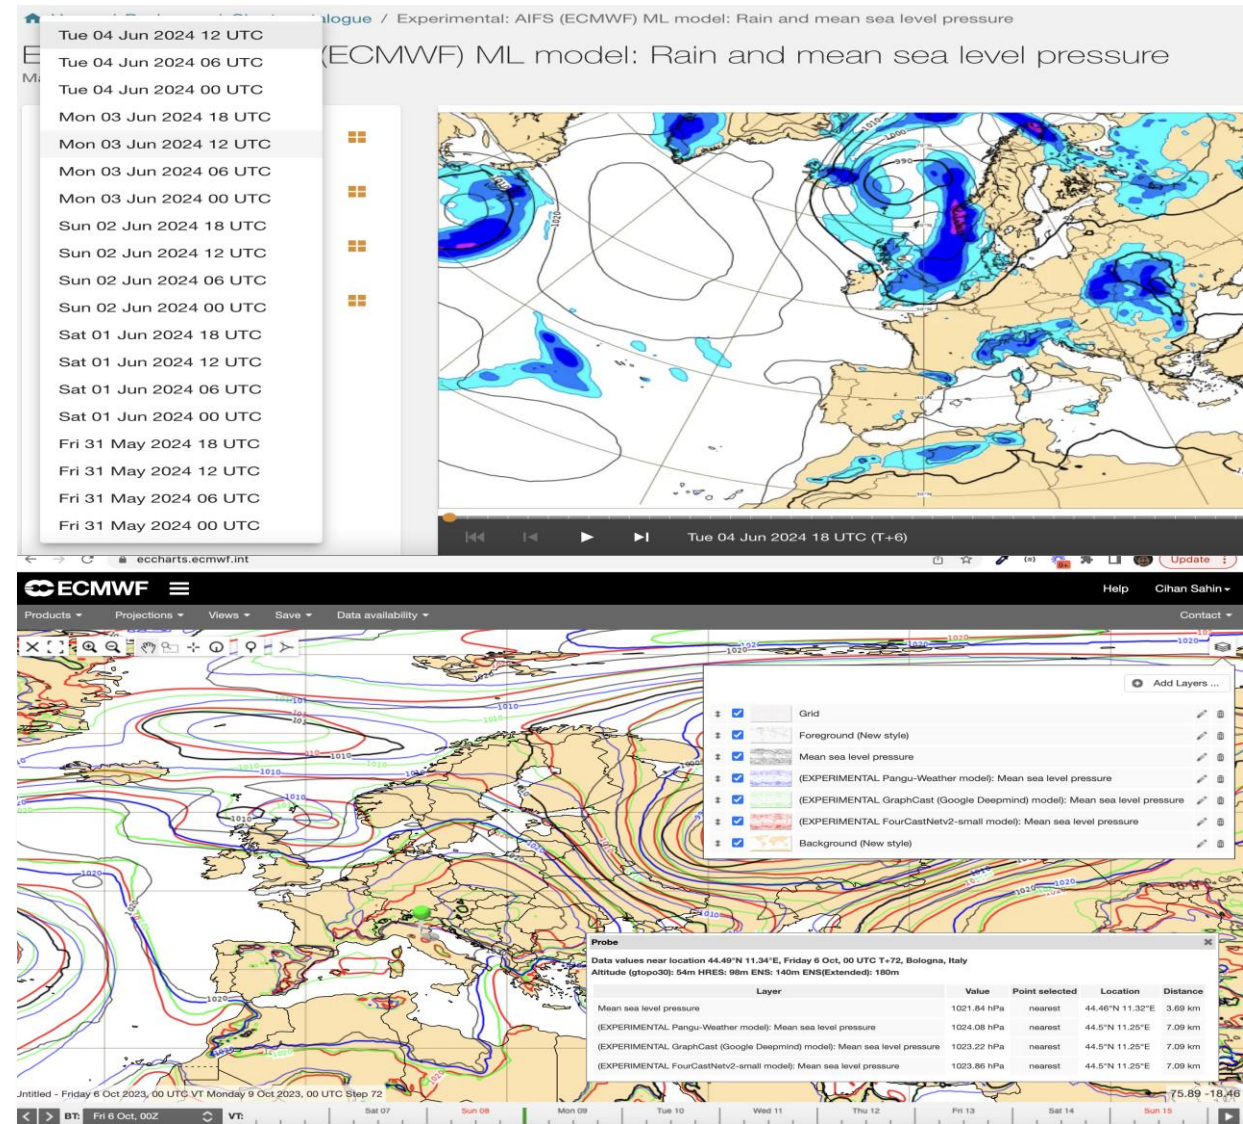 logue / Experimental: AIFS (ECMWF) ML model: Rain and mean sea level pressure
(ECMWF) ML model: Rain and mean sea level pressure
Tue 04 Jun 2024 12 UTC
Tue 04 Jun 2024 06 UTC
Tue 04 Jun 2024 00 UTC
Mon 03 Jun 2024 18 UTC
Mon 03 Jun 2024 12 UTC
Mon 03 Jun 2024 06 UTC
Mon 03 Jun 2024 00 UTC
Sun 02 Jun 2024 18 UTC
Sun 02 Jun 2024 12 UTC
Sun 02 Jun 2024 06 UTC
Sun 02 Jun 2024 00 UTC
Sat 01 Jun 2024 18 UTC
Sat 01 Jun 2024 12 UTC
Sat 01 Jun 2024 06 UTC
Sat 01 Jun 2024 00 UTC
Fri 31 May 2024 18 UTC
Fri 31 May 2024 12 UTC
Fri 31 May 2024 06 UTC
Fri 31 May 2024 00 UTC
1010
1000
990
1020
Tue 04 Jun 2024 18 UTC (T+6)
eccharts.ecmwf.int
Update
ECMWF
Help Cihan Sahin
Products Projections Views Save Data availability Contact
Add Layers ...
Grid
Foreground (New style)
Mean sea level pressure
(EXPERIMENTAL Pangu-Weather model): Mean sea level pressure
(EXPERIMENTAL GraphCast (Google Deepmind) model): Mean sea level pressure
(EXPERIMENTAL FourCastNetv2-small model): Mean sea level pressure
Background (New style)
1020
1020
1020
1010
1010
1010
1010
1020
1020
1010
1020
1020
Probe
Data values near location 44.49°N 11.34°E, Friday 6 Oct, 00 UTC T+72, Bologna, Italy
Altitude (gtopo30): 54m HRES: 98m ENS: 140m ENS(Extended): 180m
Layer Value Point selected Location Distance
Mean sea level pressure 1021.84 hPa nearest 44.46°N 11.32°E 3.69 km
(EXPERIMENTAL Pangu-Weather model): Mean sea level pressure 1024.08 hPa nearest 44.5°N 11.25°E 7.09 km
(EXPERIMENTAL GraphCast (Google Deepmind) model): Mean sea level pressure 1023.22 hPa nearest 44.5°N 11.25°E 7.09 km
(EXPERIMENTAL FourCastNetv2-small model): Mean sea level pressure 1023.86 hPa nearest 44.5°N 11.25°E 7.09 km
Untitled - Friday 6 Oct 2023, 00 UTC VT Monday 9 Oct 2023, 00 UTC Step 72
75.89 -18.46
BT: Fri 6 Oct, 00Z VT: Sat 07 Sun 08 Mon 09 Tue 10 Wed 11 Thu 12 Fri 13 Sat 14 Sun 15